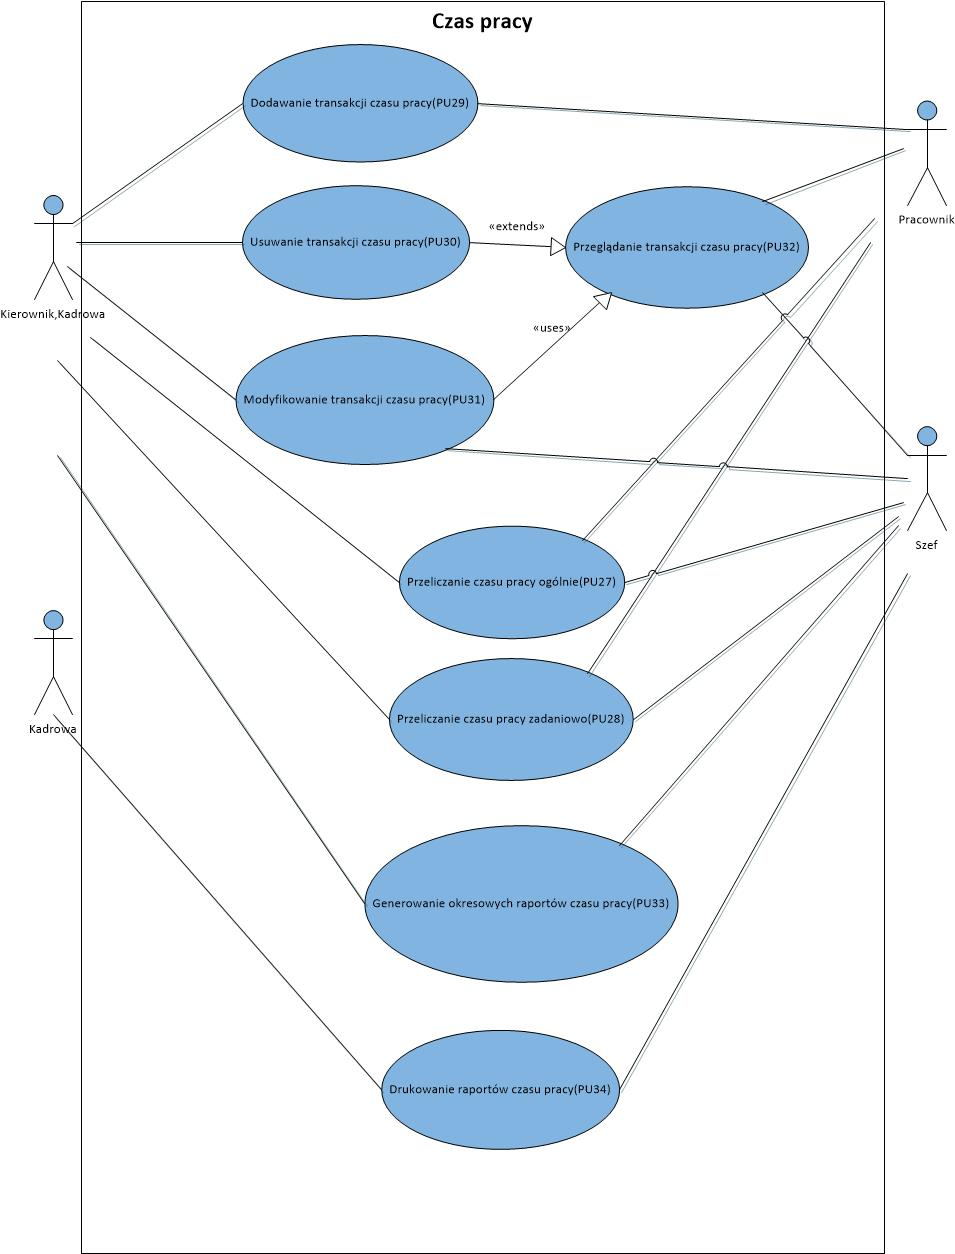 Czas pracy
Dodawanie transakcji czasu pracy(PU29)
Pracownik
«extends»
Usuwanie transakcji czasu pracy(PU30)
Przeglądanie transakcji czasu pracy(PU32)
Kierownik,Kadrowa
«uses»
Modyfikowanie transakcji czasu pracy(PU31)
Szef
Przeliczanie czasu pracy ogólnie(PU27)
Przeliczanie czasu pracy zadaniowo(PU28)
Kadrowa
Generowanie okresowych raportów czasu pracy(PU33)
Drukowanie raportów czasu pracy(PU34)